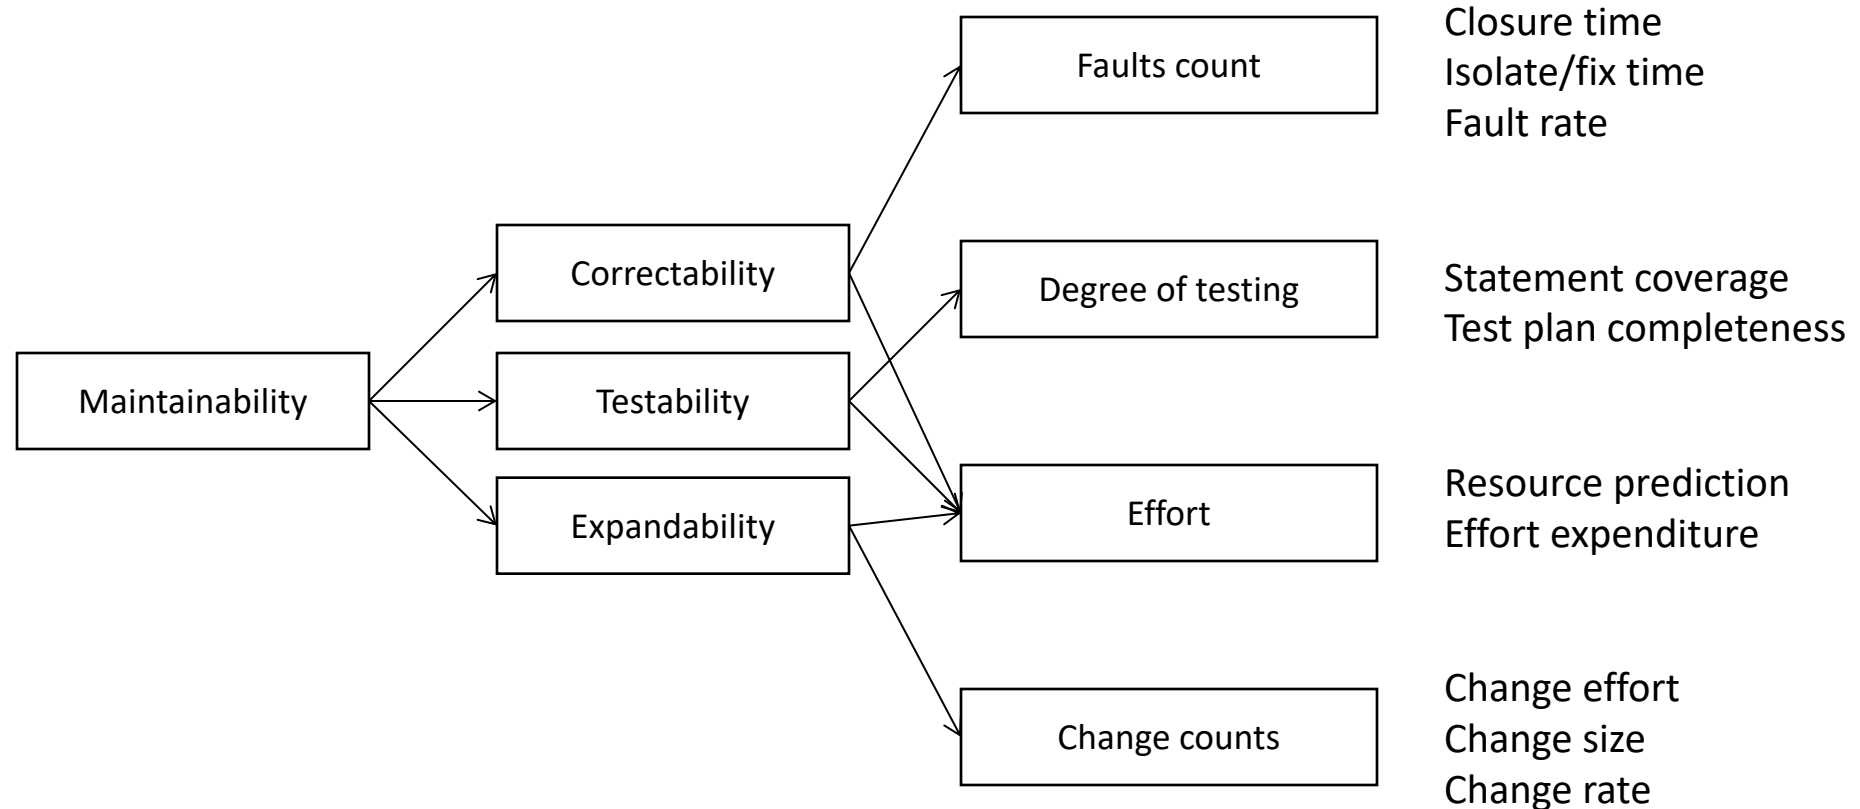 Maintainability
Correctability
Testability
Expandability
Faults count
Closure time
Isolate/fix time
Fault rate
Degree of testing
Statement coverage
Test plan completeness
Effort
Resource prediction
Effort expenditure
Change counts
Change effort
Change size
Change rate